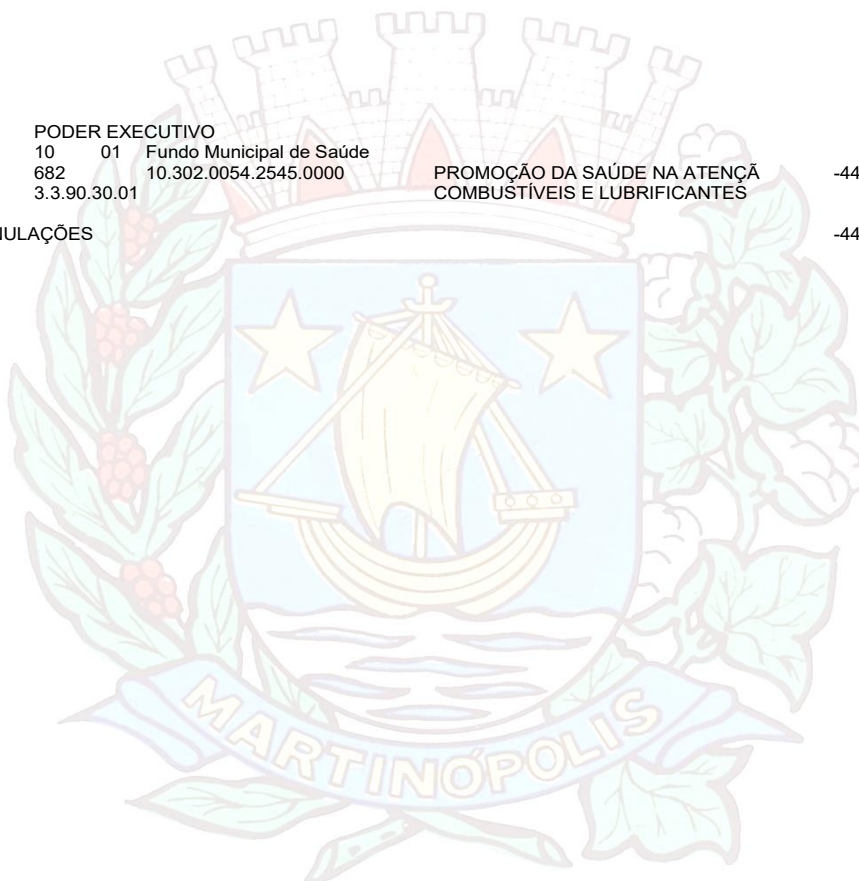 PODER EXECUTIVO
10 01 Fundo Municipal de Saúde
682 10.302.0054.2545.0000 PROMOÇÃO DA SAÚDE NA ATENÇÃ -44
3.3.90.30.01 COMBUSTÍVEIS E LUBRIFICANTES
NULAÇÕES -44
MARTINÓPOLIS